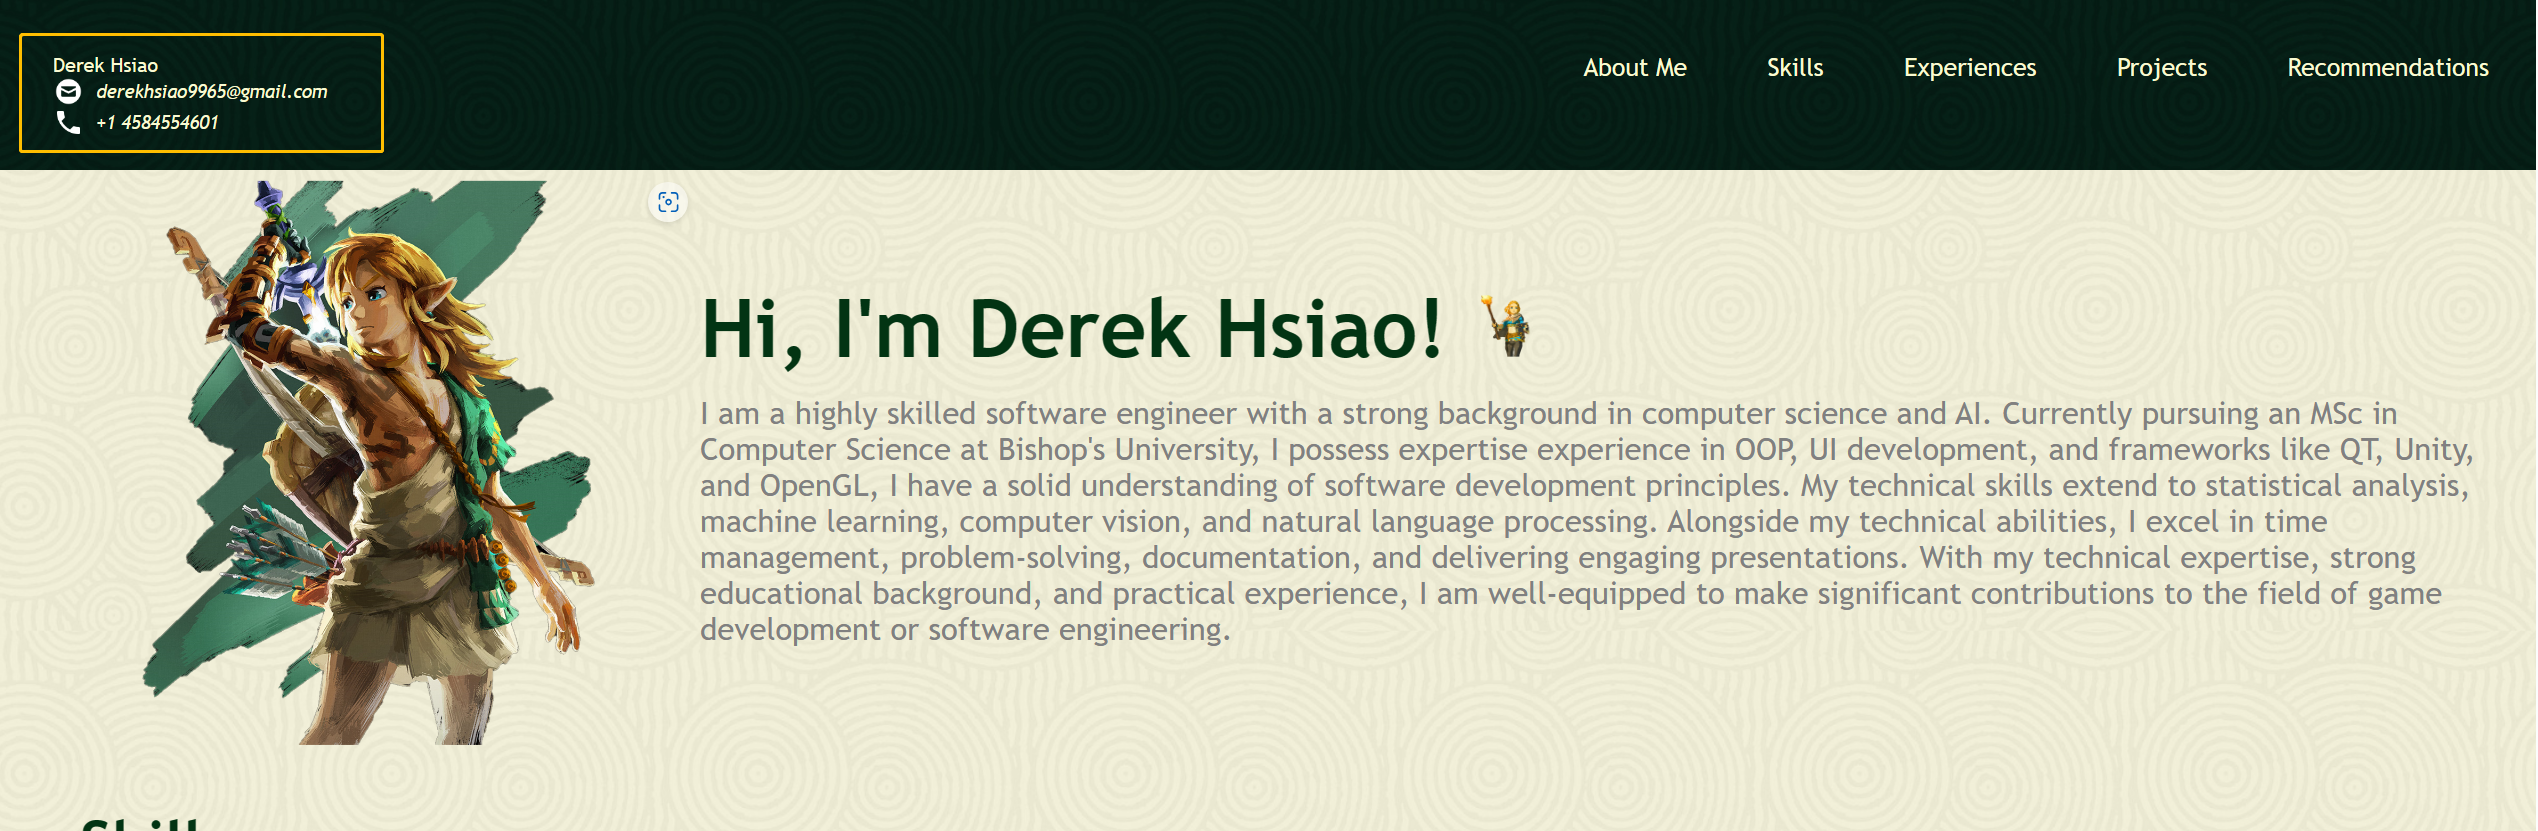 Derek Hsiao
derekhsiao9965@gmail.com
+1 4584554601
About Me Skills Experiences Projects Recommendations
Hi, I'm Derek Hsiao!
I am a highly skilled software engineer with a strong background in computer science and AI. Currently pursuing an MSc in
Computer Science at Bishop's University, I possess expertise experience in OOP, UI development, and frameworks like QT, Unity,
and OpenGL, I have a solid understanding of software development principles. My technical skills extend to statistical analysis,
machine learning, computer vision, and natural language processing. Alongside my technical abilities, I excel in time
management, problem-solving, documentation, and delivering engaging presentations. With my technical expertise, strong
educational background, and practical experience, I am well-equipped to make significant contributions to the field of game
development or software engineering.